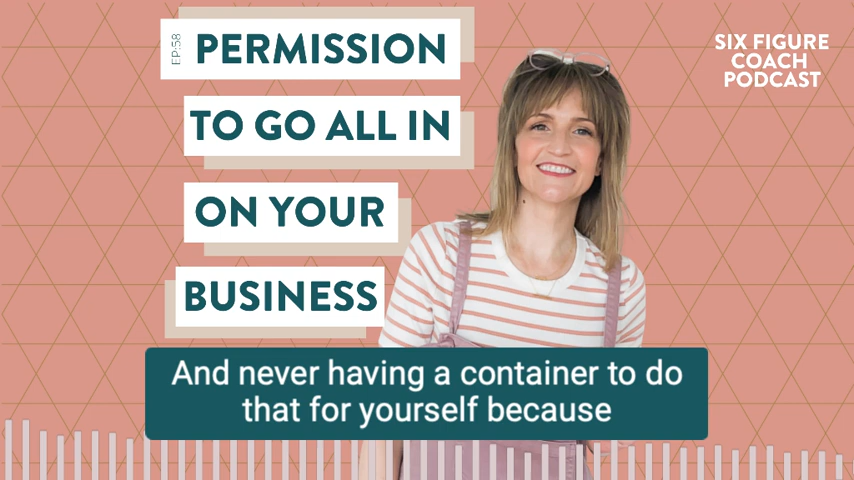 EP:58
PERMISSION
TO GO ALL IN
ON YOUR
BUSINESS
SIX FIGURE
COACH
PODCAST
And never having a container to do
that for yourself because